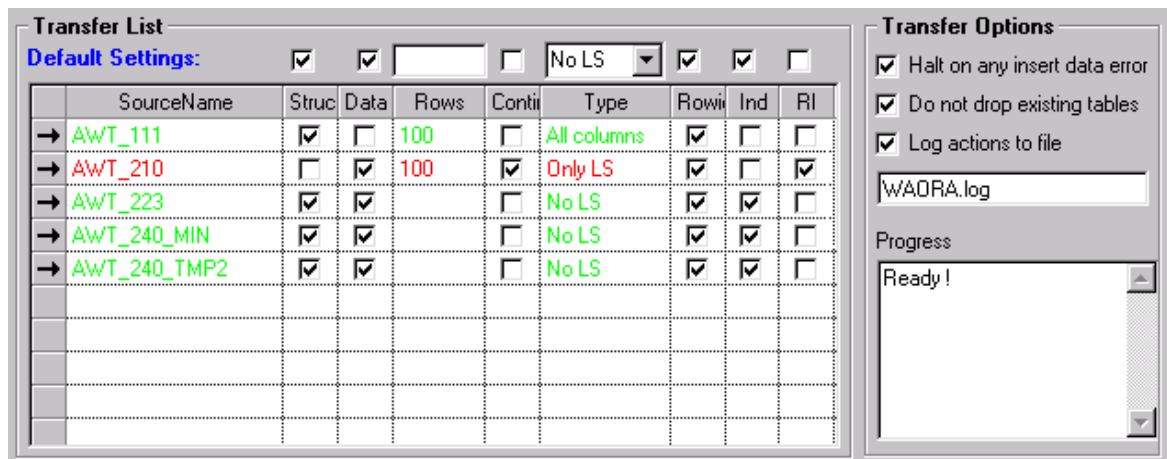 Transfer List
Default Settings: No LS
SourceName Struc Data Rows Contii Type Rowi Ind RI
AWT_111 100 All columns
AWT_210 100 Only LS
AWT_223 No LS
AWT_240_MIN No LS
AWT_240_TMP2 No LS
Transfer Options
Halt on any insert data error
Do not drop existing tables
Log actions to file
WAORA.log
Progress
Ready !